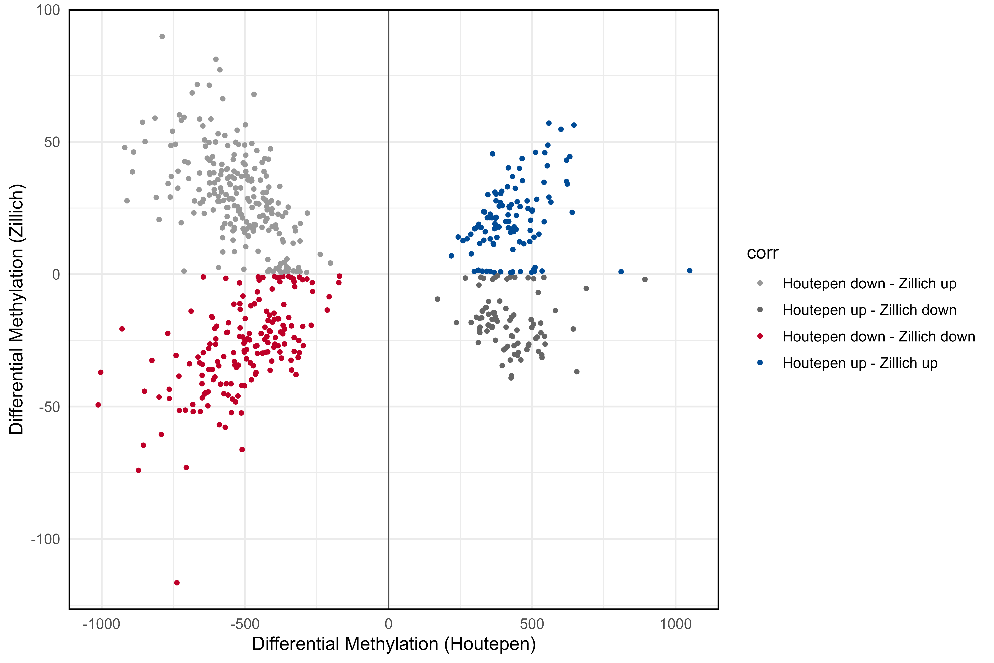 100
50
0
-50
-100
-1000
-500
0
500
1000
Differential Methylation (Zillich)
Differential Methylation (Houtepen)
corr
Houtepen down - Zillich up
Houtepen up - Zillich down
Houtepen down - Zillich down
Houtepen up - Zillich up